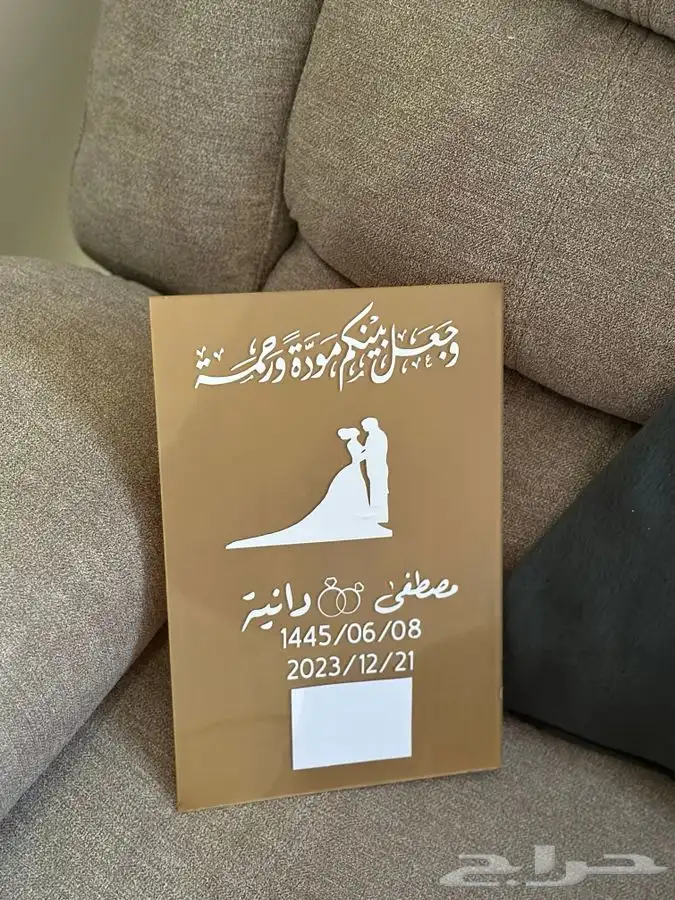 وجعل بينكم مودة ورحمة
مصطفى دانية
1445/06/08
2023/12/21
حراج